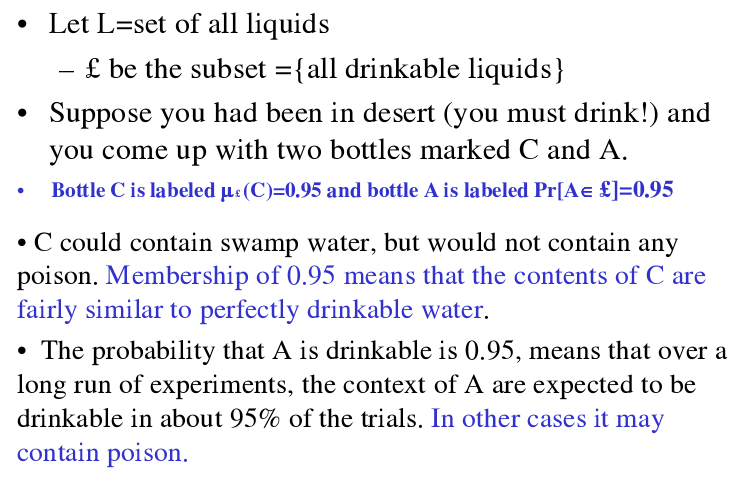 • Let L=set of all liquids
– £ be the subset ={all drinkable liquids}
• Suppose you had been in desert (you must drink!) and
you come up with two bottles marked C and A.
• Bottle C is labeled μ£(C)=0.95 and bottle A is labeled Pr[A∈ £]=0.95
• C could contain swamp water, but would not contain any
poison. Membership of 0.95 means that the contents of C are
fairly similar to perfectly drinkable water.
• The probability that A is drinkable is 0.95, means that over a
long run of experiments, the context of A are expected to be
drinkable in about 95% of the trials. In other cases it may
contain poison.